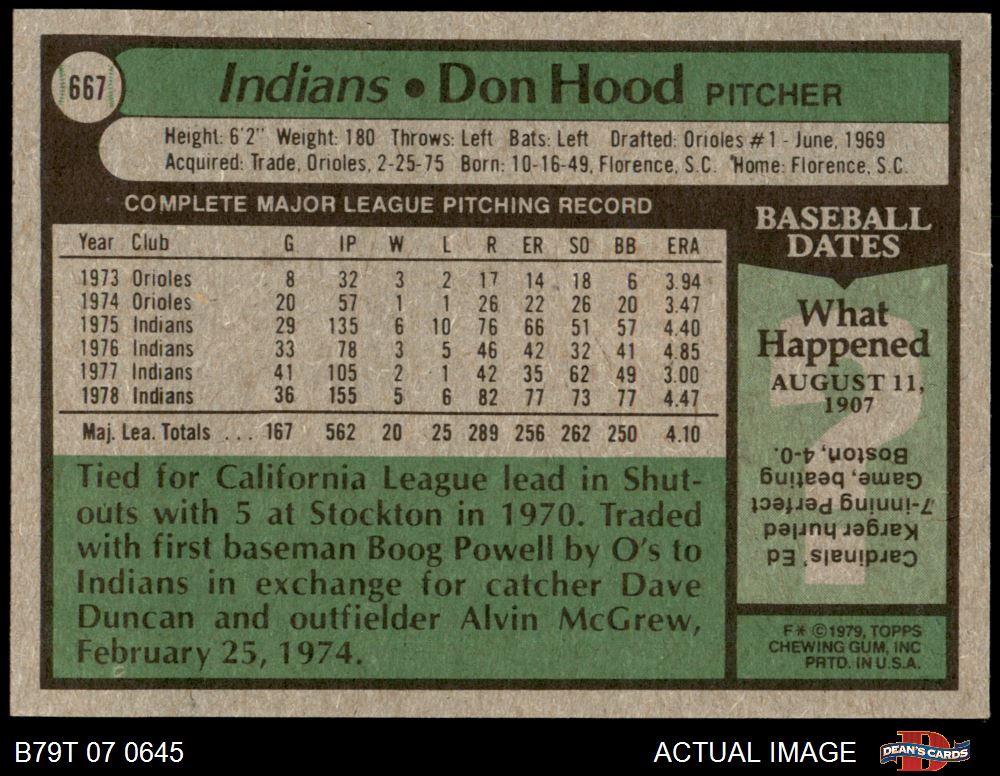 667
Indians • Don Hood PITCHER
Height: 6'2" Weight: 180 Throws: Left Bats: Left Drafted: Orioles #1 - June, 1969
Acquired: Trade, Orioles, 2-25-75 Born: 10-16-49, Florence, S.C. Home: Florence, S.C.
COMPLETE MAJOR LEAGUE PITCHING RECORD
Year Club G IP W L R ER SO BB ERA
1973 Orioles 8 32 3 2 17 14 18 6 3.94
1974 Orioles 20 57 1 1 26 22 26 20 3.47
1975 Indians 29 135 6 10 76 66 51 57 4.40
1976 Indians 33 78 3 5 46 42 32 41 4.85
1977 Indians 41 105 2 1 42 35 62 49 3.00
1978 Indians 36 155 5 6 82 77 73 77 4.47
Maj. Lea. Totals ... 167 562 20 25 289 256 262 250 4.10
Tied for California League lead in Shut-
outs with 5 at Stockton in 1970. Traded
with first baseman Boog Powell by O's to
Indians in exchange for catcher Dave
Duncan and outfielder Alvin McGrew,
February 25, 1974.
BASEBALL
DATES
What
Happened
AUGUST 11,
1907
Cardinals' Ed
Karger hurled
7-inning Perfect
Game, beating
Boston, 4-0.
F* ©1979, TOPPS
CHEWING GUM, INC
PRTD. IN U.S.A.
B79T 07 0645
ACTUAL IMAGE
DEAN'S CARDS